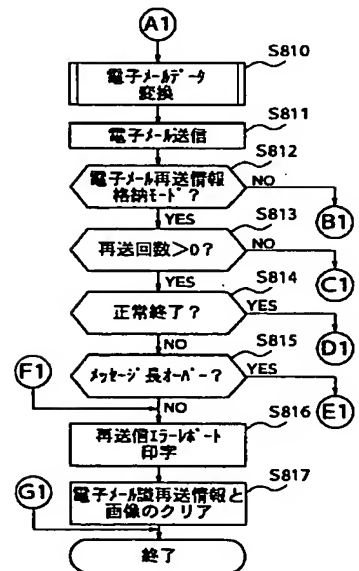 A1
S810
電子メールデータ
変換
S811
電子メール送信
S812
電子メール再送情報
格納モード?
NO
B1
YES
S813
再送回数>0?
NO
C1
YES
S814
正常終了?
YES
D1
NO
S815
メッセージ長オーバー?
YES
E1
F1
NO
S816
再送信エラーレポート
印字
S817
電子メール識再送情報と
画像のクリア
G1
終了